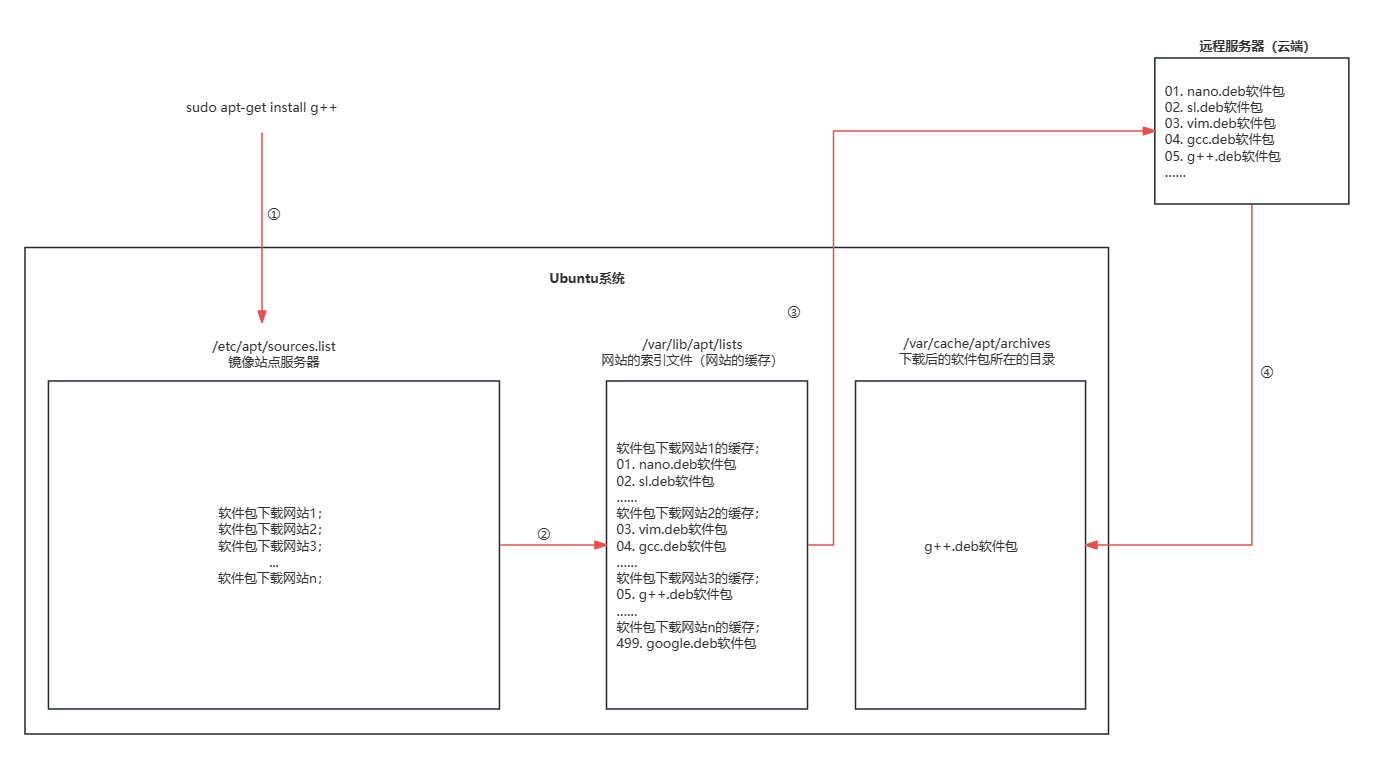 远程服务器（云端）
01. nano.deb软件包
02. sl.deb软件包
03. vim.deb软件包
04. gcc.deb软件包
05. g++.deb软件包
......
sudo apt-get install g++
①
Ubuntu系统
③
/etc/apt/sources.list
镜像站点服务器
软件包下载网站1；
软件包下载网站2；
软件包下载网站3；
...
软件包下载网站n；
②
/var/lib/apt/lists
网站的索引文件（网站的缓存）
软件包下载网站1的缓存；
01. nano.deb软件包
02. sl.deb软件包
......
软件包下载网站2的缓存；
03. vim.deb软件包
04. gcc.deb软件包
......
软件包下载网站3的缓存；
05. g++.deb软件包
......
软件包下载网站n的缓存；
499. google.deb软件包
/var/cache/apt/archives
下载后的软件包所在的目录
g++.deb软件包
④